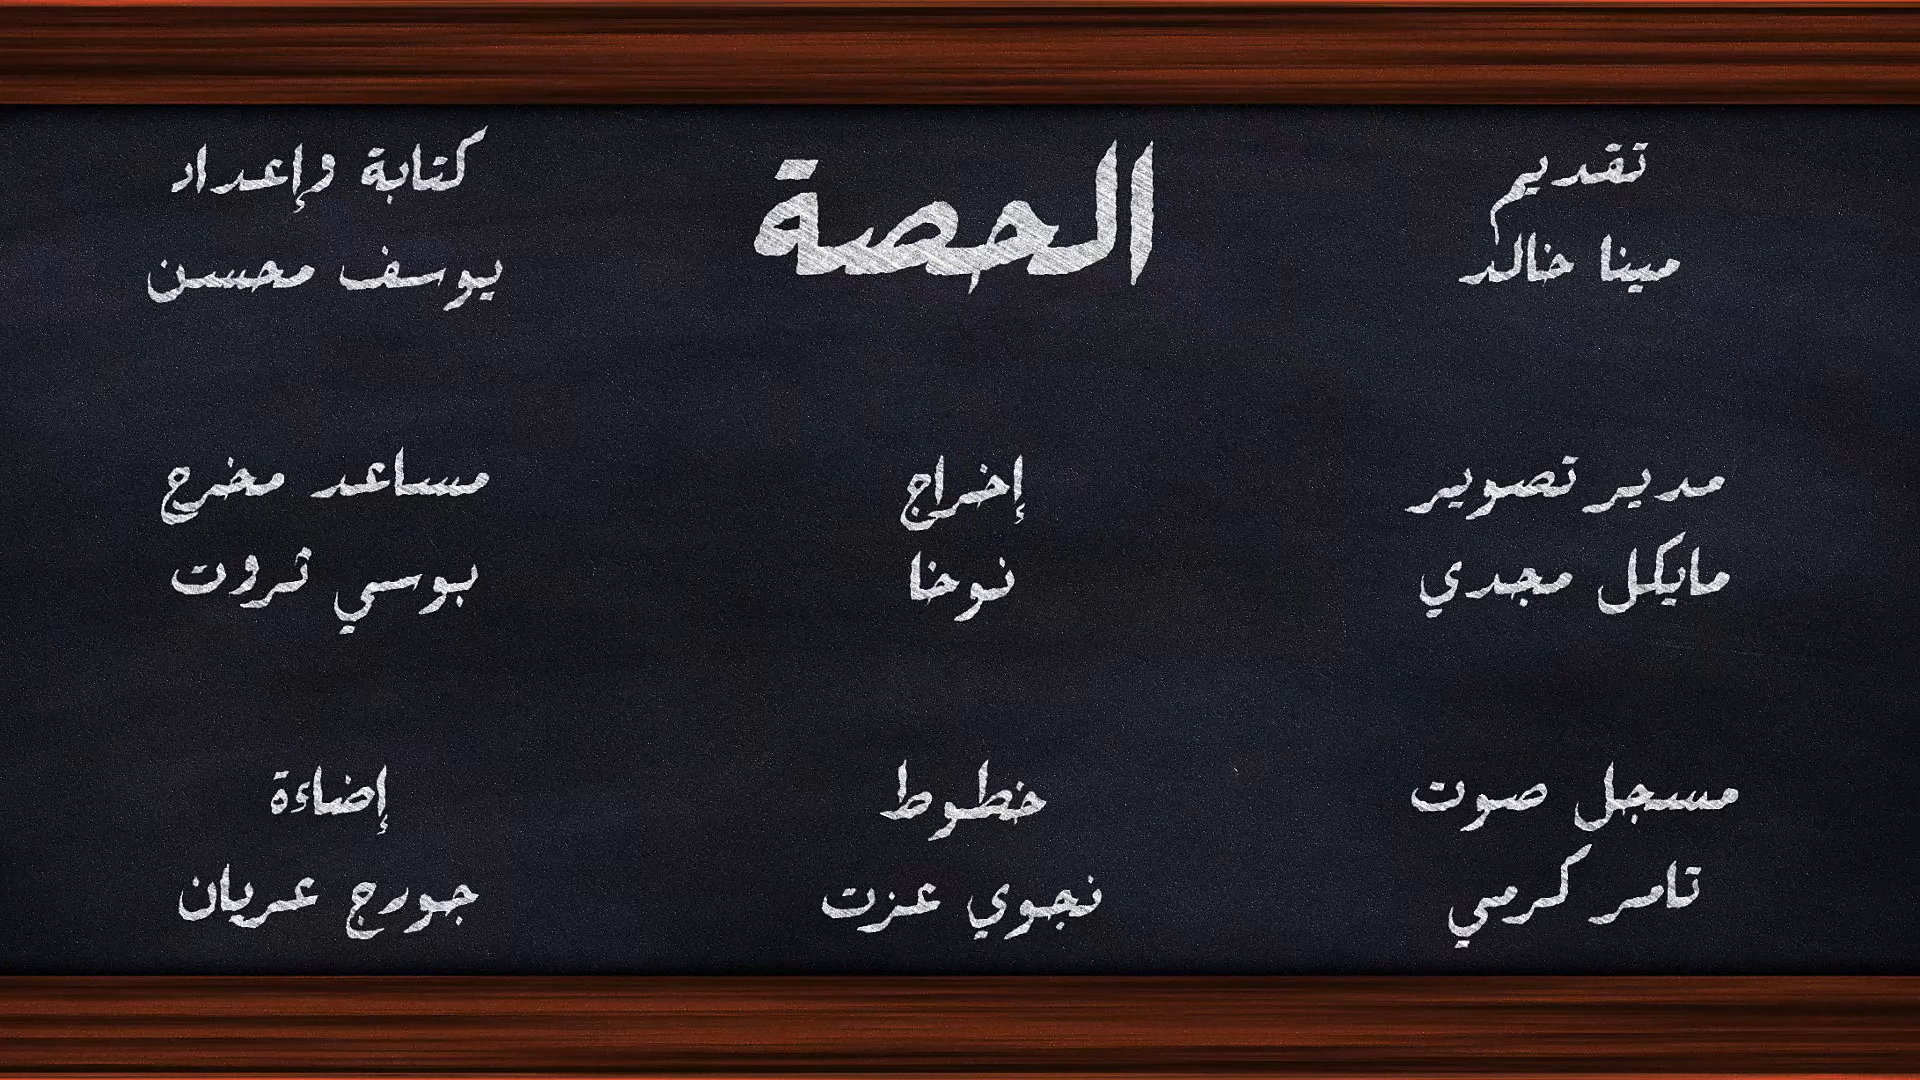 الحصة
تقديم
مينا خالد
كتابة وإعداد
يوسف محسن
مدير تصوير
مايكل مجدي
إخراج
نوخا
مساعد مخرج
بوسي ثروت
مسجل صوت
تامر كرمي
خطوط
نجوي عزت
إضاءة
جورج عريان